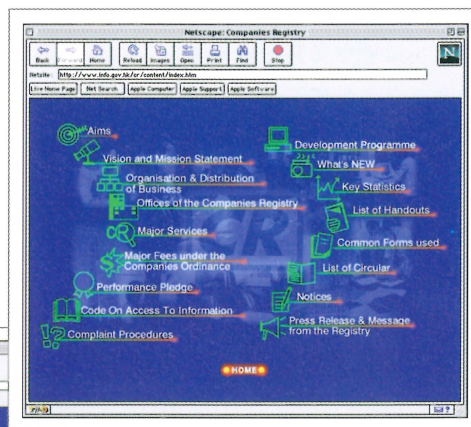 Netscape: Companies Registry
Back Forward Home Reload Images Open Print Find Stop
N
Netsite: http://www.info.gov.hk/cr/content/index.htm
Live Home Page Net Search Apple Computer Apple Support Apple Software
Aims
Vision and Mission Statement
Organisation & Distribution
of Business
Offices of the Companies Registry
Major Services
Major Fees under the
Companies Ordinance
Performance Pledge
Code On Access To Information
Complaint Procedures
Development Programme
What's NEW
Key Statistics
List of Handouts
Common Forms used
List of Circular
Notices
Press Release & Message
from the Registry
CR
HOME